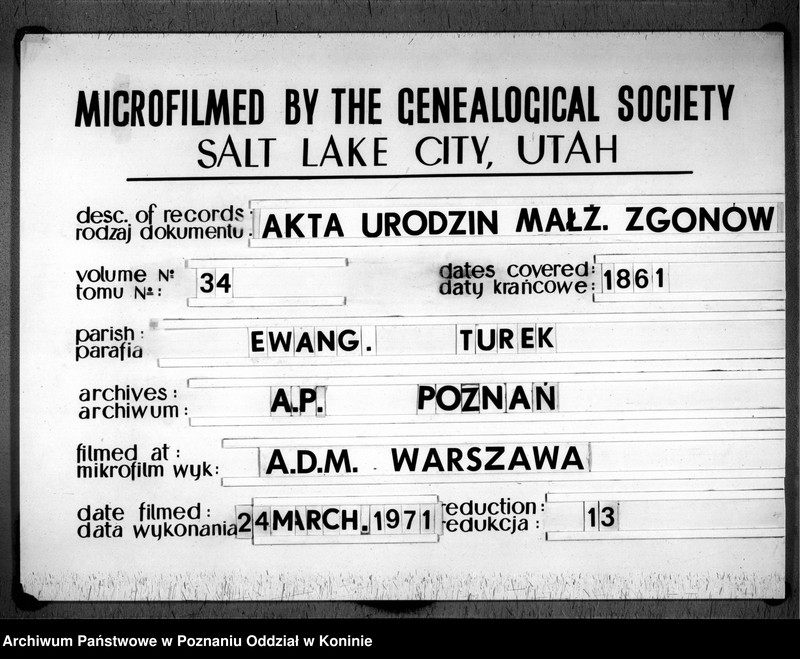 MICROFILMED BY THE GENEALOGICAL SOCIETY
SALT LAKE CITY, UTAH
desc. of records: AKTA URODZIN MAŁŻ. ZGONÓW
rodzaj dokumentu:
volume №: 34 dates covered: 1861
tomu №: daty krańcowe:
parish: EWANG. TUREK
parafia
archives: A.P. POZNAŃ
archiwum:
filmed at: A.D.M. WARSZAWA
mikrofilm wyk:
date filmed: 24 MARCH. 1971 reduction: 13
data wykonania redukcja:
Archiwum Państwowe w Poznaniu Oddział w Koninie